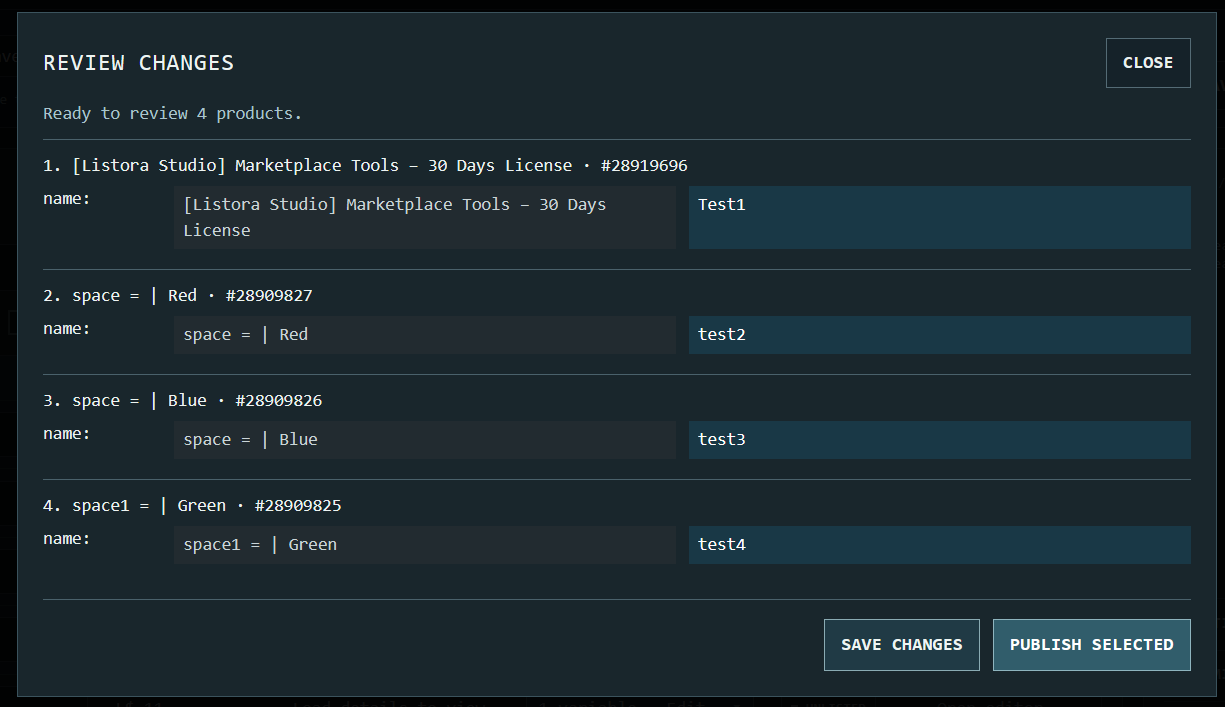 REVIEW CHANGES
CLOSE
Ready to review 4 products.
1. [Listora Studio] Marketplace Tools – 30 Days License · #28919696
name:
[Listora Studio] Marketplace Tools – 30 Days
License
Test1
2. space = | Red · #28909827
name:
space = | Red
test2
3. space = | Blue · #28909826
name:
space = | Blue
test3
4. space1 = | Green · #28909825
name:
space1 = | Green
test4
SAVE CHANGES
PUBLISH SELECTED